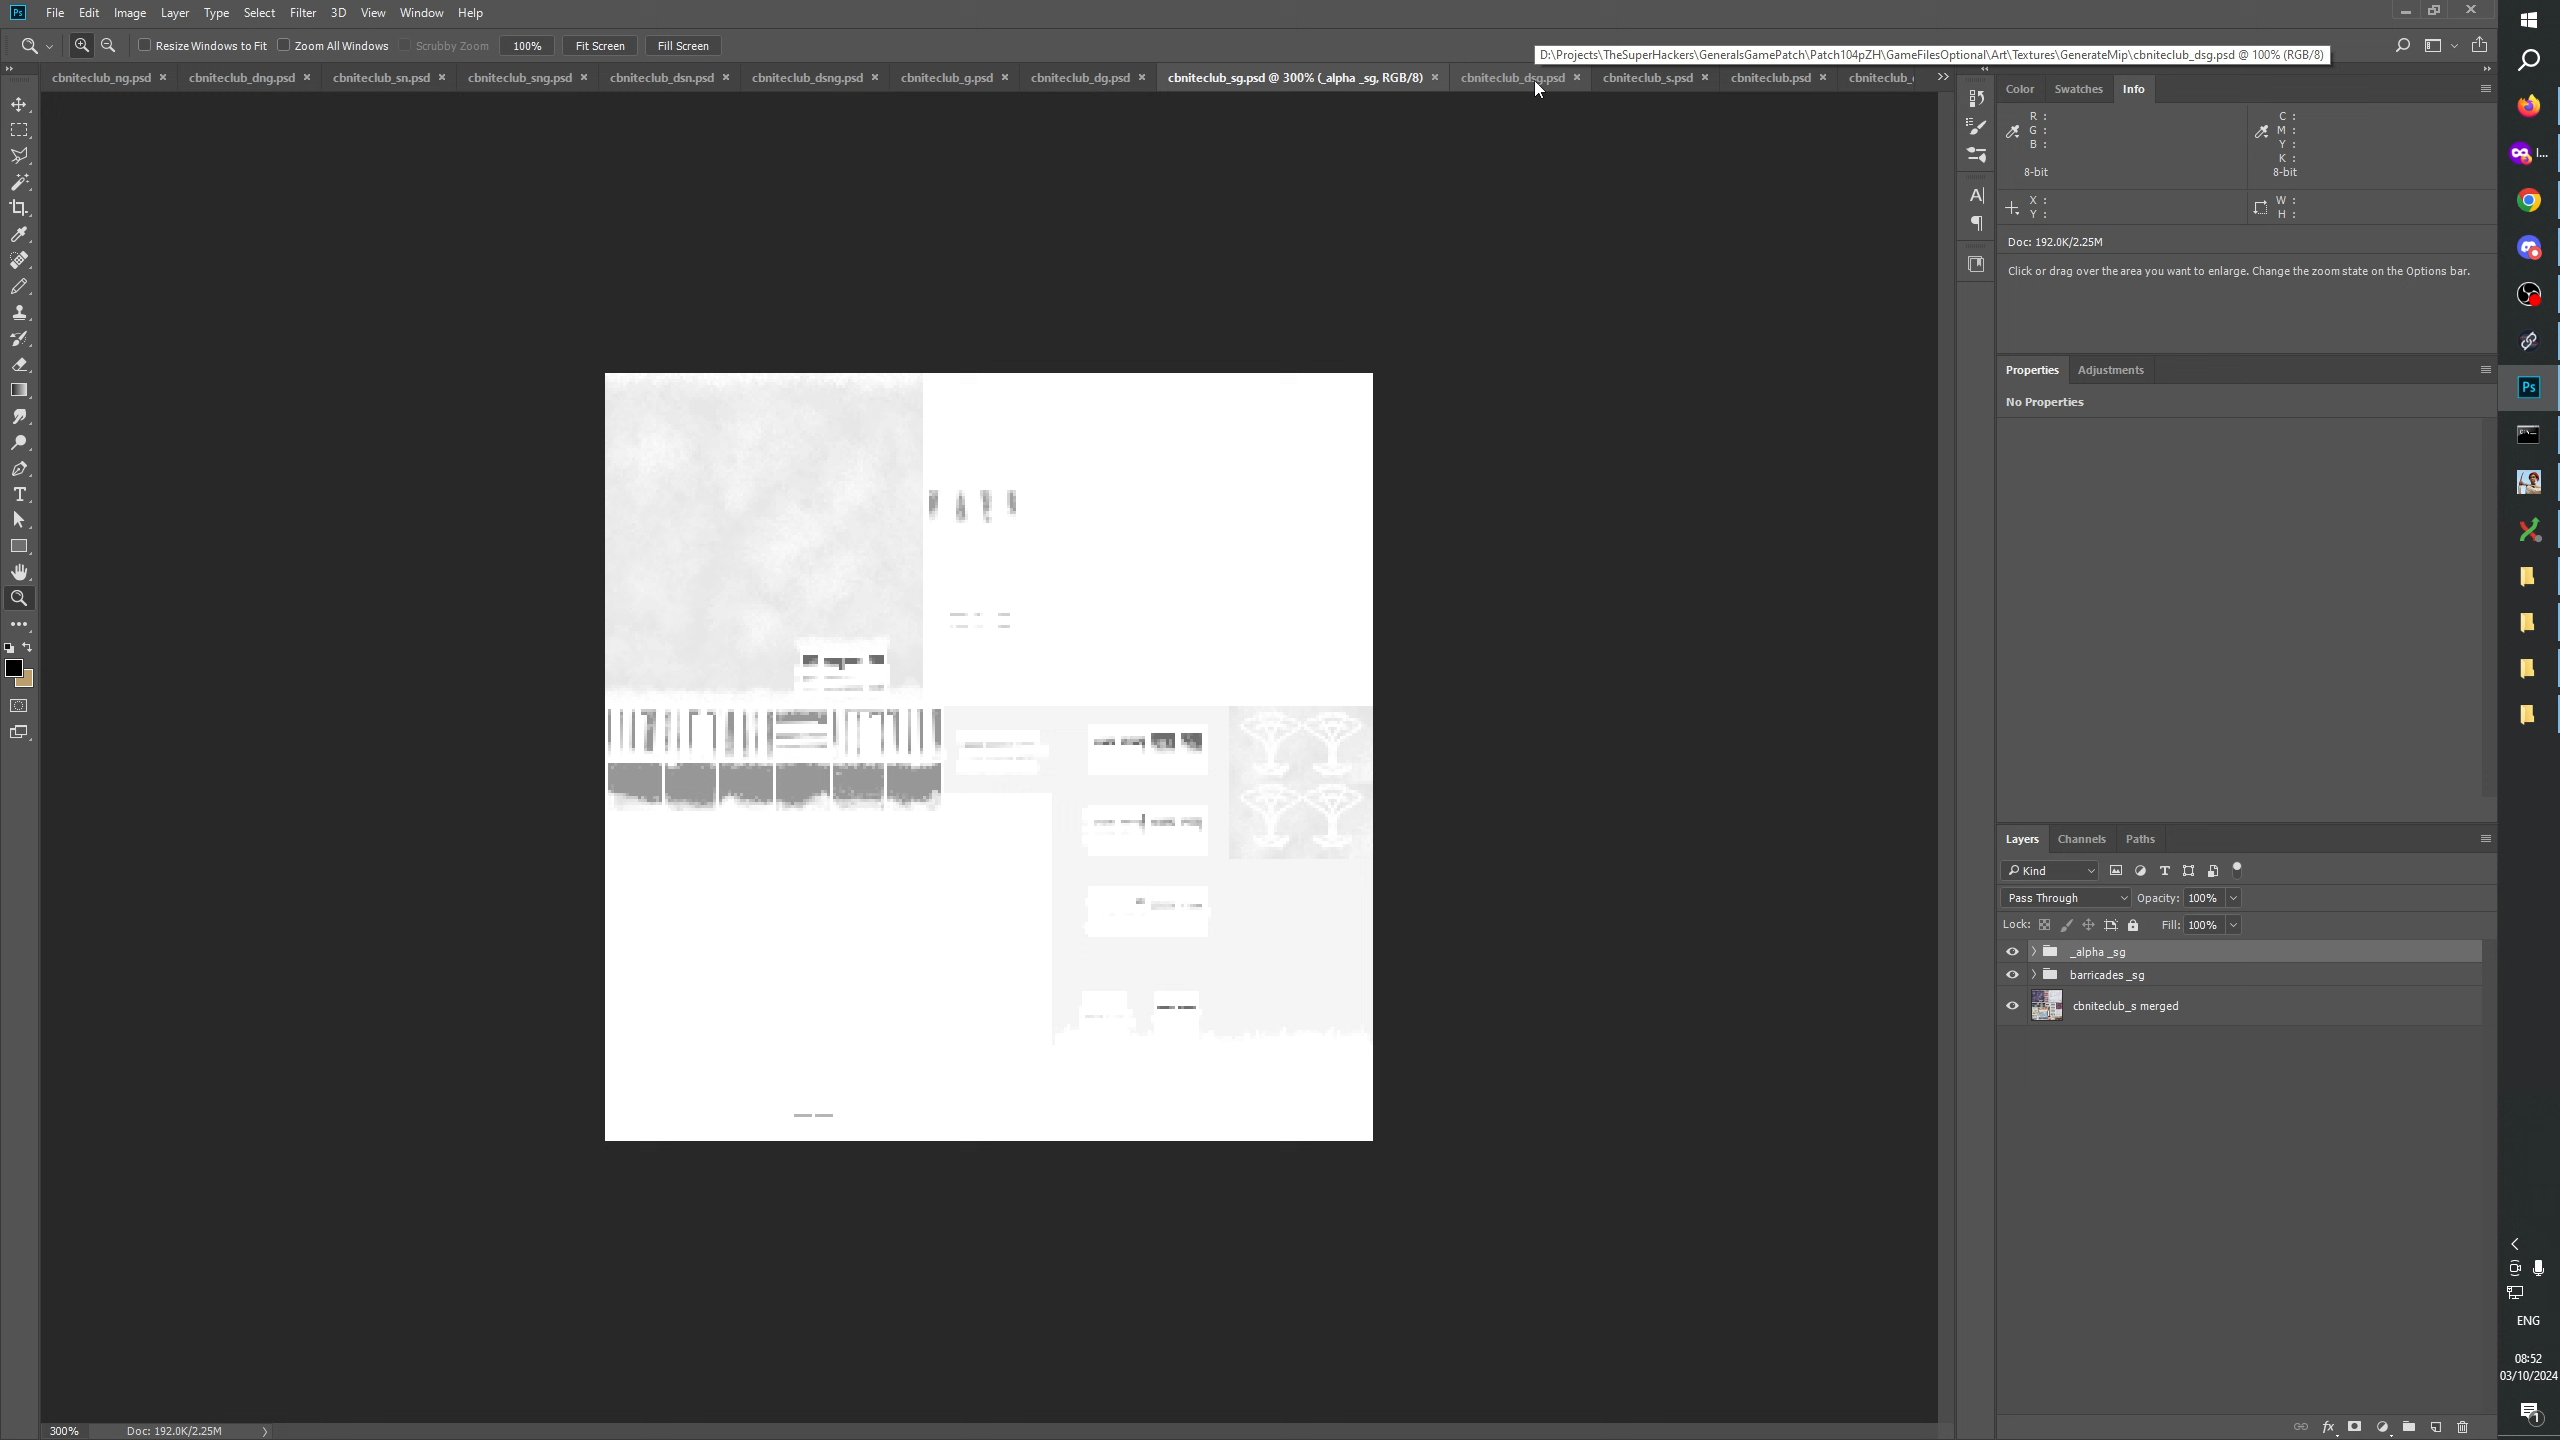 Ps File Edit Image Layer Type Select Filter 3D View Window Help
Resize Windows to Fit Zoom All Windows Scrubby Zoom 100% Fit Screen Fill Screen
D:\Projects\TheSuperHackers\GeneralsGamePatch\Patch104pZH\GameFilesOptional\Art\Textures\GenerateMip\cbniteclub_dsg.psd @ 100% (RGB/8)
cbniteclub_ng.psd × cbniteclub_dng.psd × cbniteclub_sn.psd × cbniteclub_sng.psd × cbniteclub_dsn.psd × cbniteclub_dsng.psd × cbniteclub_g.psd × cbniteclub_dg.psd × cbniteclub_sg.psd @ 300% (_alpha _sg, RGB/8) × cbniteclub_dsg.psd × cbniteclub_s.psd × cbniteclub.psd × cbniteclub_
Color Swatches Info
R :
G :
B :
8-bit
C :
M :
Y :
K :
8-bit
X :
Y :
W :
H :
Doc: 192.0K/2.25M
Click or drag over the area you want to enlarge. Change the zoom state on the Options bar.
Properties Adjustments
No Properties
Layers Channels Paths
Kind
Pass Through Opacity: 100%
Lock: Fill: 100%
_alpha _sg
barricades _sg
cbniteclub_s merged
300% Doc: 192.0K/2.25M
I...
Ps
ENG
08:52
03/10/2024
1